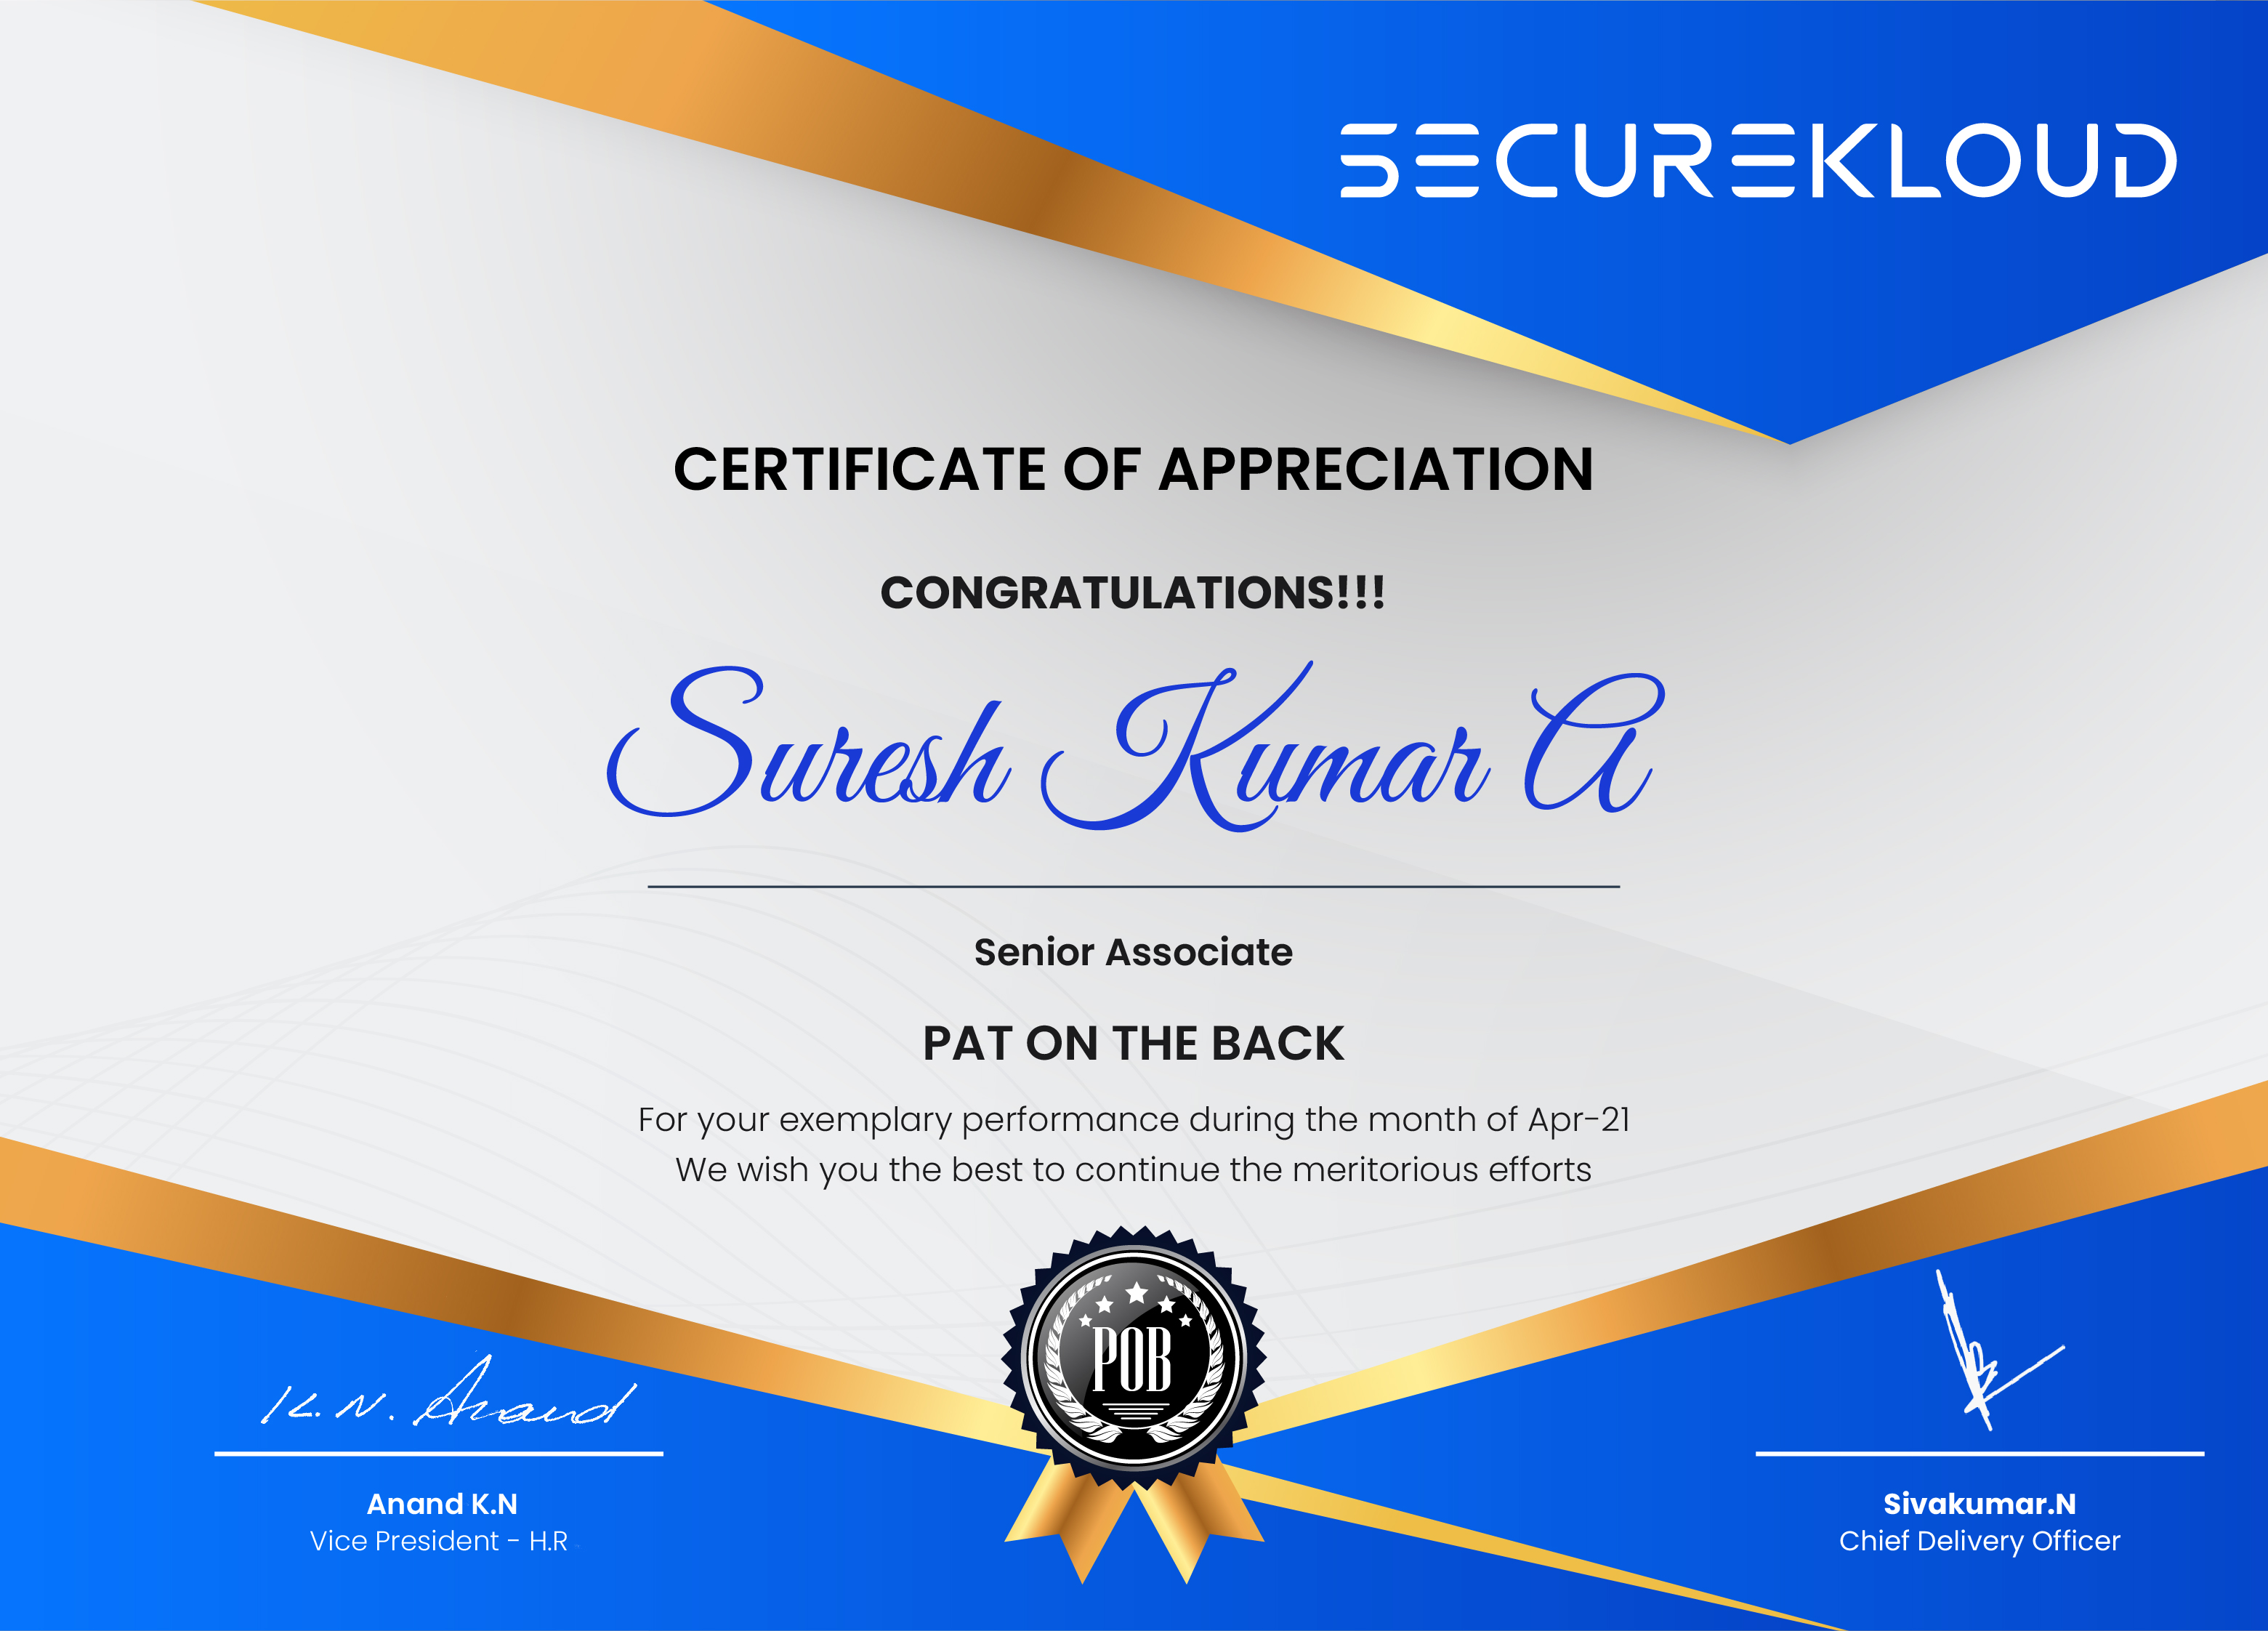 SECUREKLOUD
CERTIFICATE OF APPRECIATION
CONGRATULATIONS!!!
Suresh Kumar A
Senior Associate
PAT ON THE BACK
For your exemplary performance during the month of Apr-21
We wish you the best to continue the meritorious efforts
POB
K. N. Anand
Anand K.N
Vice President - H.R
Sivakumar.N
Chief Delivery Officer